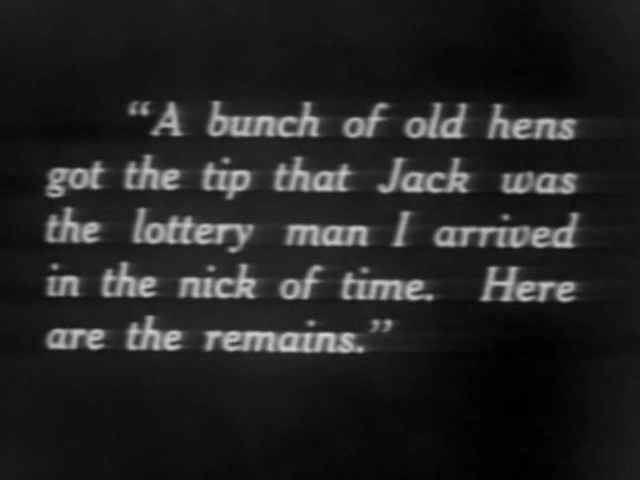 “A bunch of old hens
got the tip that Jack was
the lottery man I arrived
in the nick of time. Here
are the remains.”